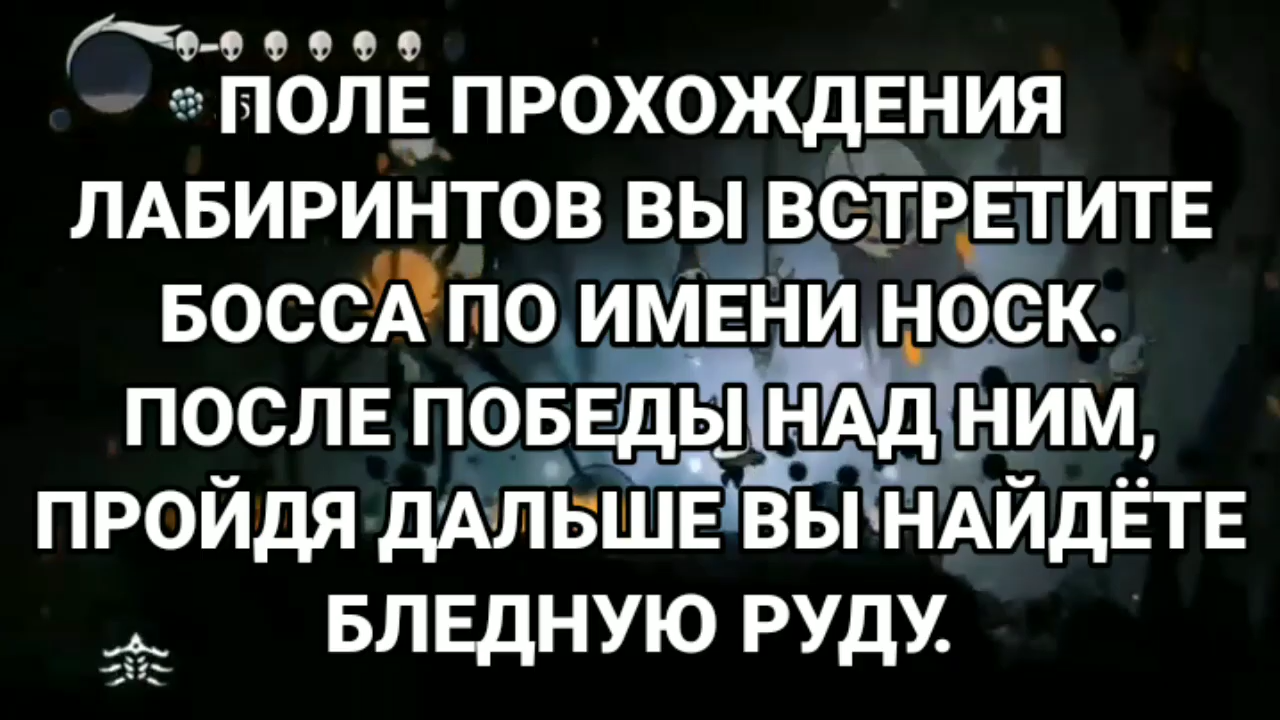 ПОЛЕ ПРОХОЖДЕНИЯ
ЛАБИРИНТОВ ВЫ ВСТРЕТИТЕ
БОССА ПО ИМЕНИ НОСК.
ПОСЛЕ ПОБЕДЫ НАД НИМ,
ПРОЙДЯ ДАЛЬШЕ ВЫ НАЙДЁТЕ
БЛЕДНУЮ РУДУ.